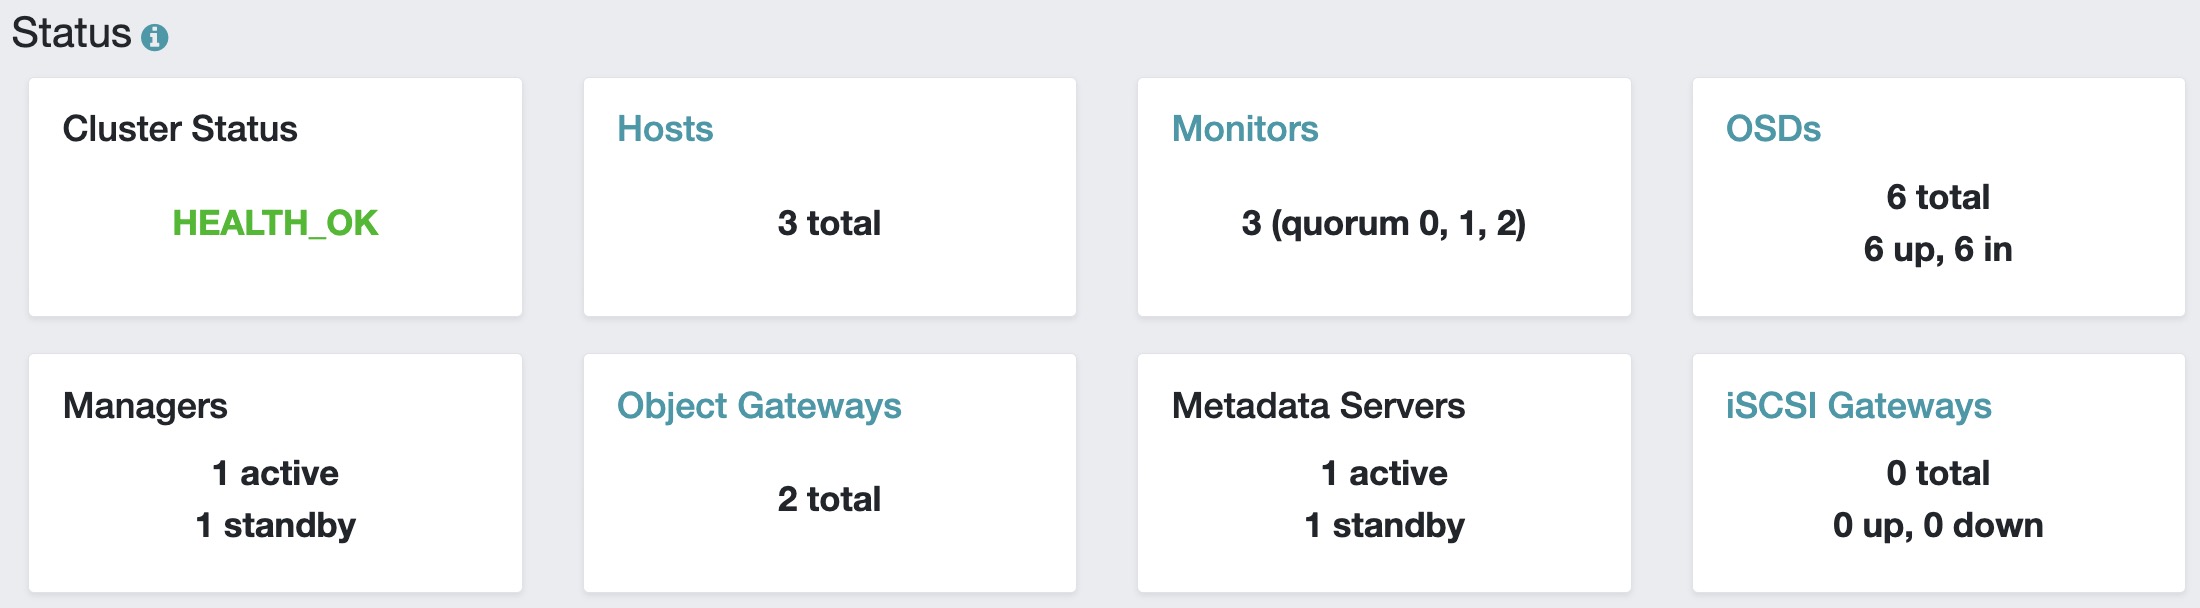 Status
Cluster Status
HEALTH_OK
Hosts
3 total
Monitors
3 (quorum 0, 1, 2)
OSDs
6 total
6 up, 6 in
Managers
1 active
1 standby
Object Gateways
2 total
Metadata Servers
1 active
1 standby
iSCSI Gateways
0 total
0 up, 0 down